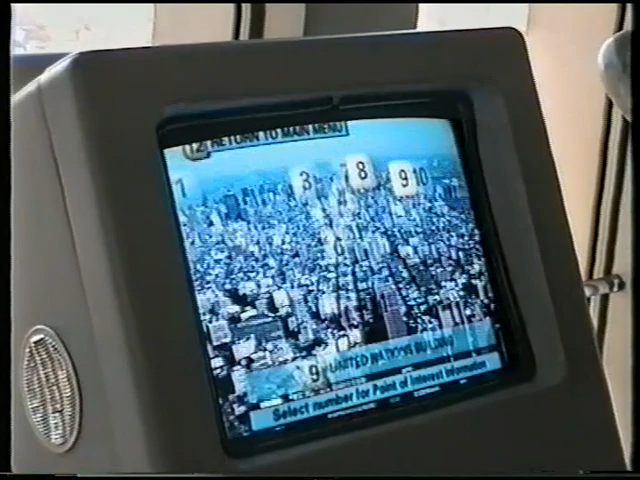 12 RETURN TO MAIN MENU
1 3 7 8 9 10
9 UNITED NATIONS BUILDING
Select number for Point of Interest Information